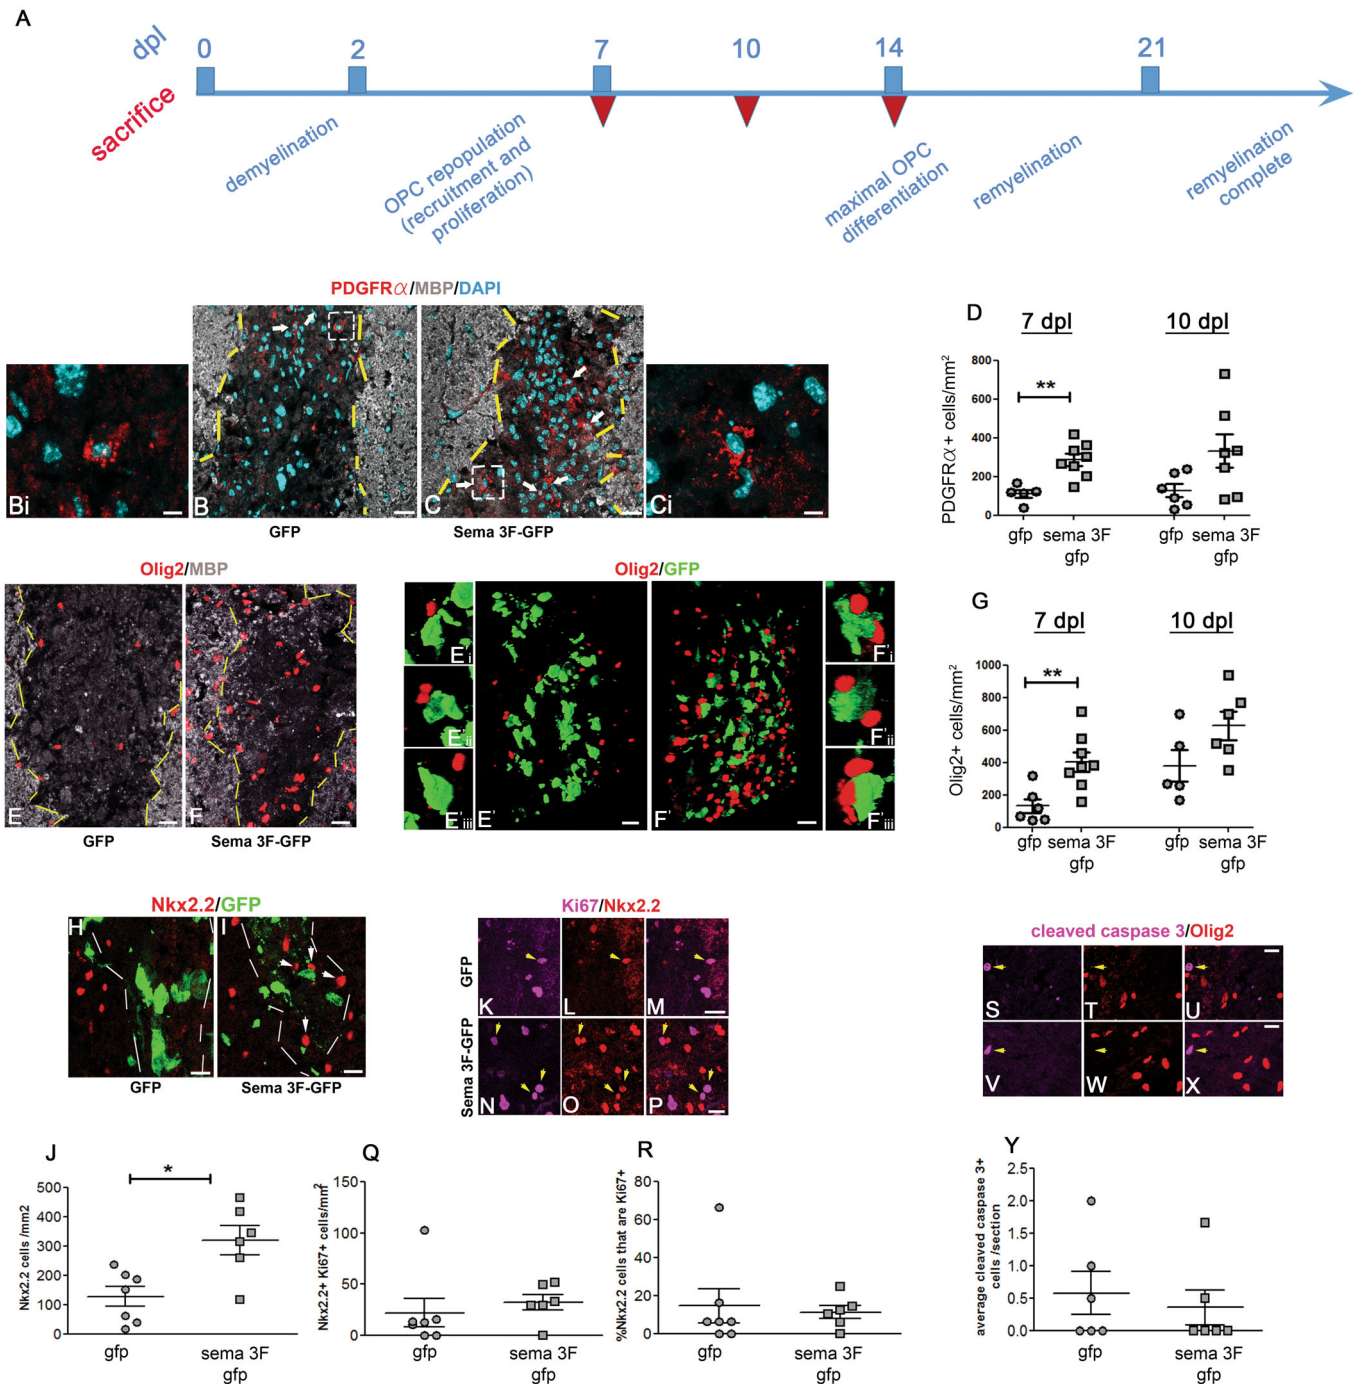 A
dpl
0
2
7
10
14
21
sacrifice
demyelination
OPC repopulation
(recruitment and
proliferation)
maximal OPC
differentiation
remyelination
remyelination
complete
PDGFRα/MBP/DAPI
Bi
B
C
Ci
GFP
Sema 3F-GFP
D
7 dpl
10 dpl
PDGFRα+ cells/mm²
800
600
400
200
0
**
gfp
sema 3F
gfp
gfp
sema 3F
gfp
Olig2/MBP
E
F
GFP
Sema 3F-GFP
Olig2/GFP
E'i
E'ii
E'iii
E'
F'
F'i
F'ii
F'iii
G
7 dpl
10 dpl
Olig2+ cells/mm²
1000
800
600
400
200
0
**
gfp
sema 3F
gfp
gfp
sema 3F
gfp
Nkx2.2/GFP
H
I
GFP
Sema 3F-GFP
Ki67/Nkx2.2
GFP
K
L
M
Sema 3F-GFP
N
O
P
cleaved caspase 3/Olig2
S
T
U
V
W
X
J
Nkx2.2 cells /mm2
500
400
300
200
100
0
*
gfp
sema 3F
gfp
Q
Nkx2.2+ Ki67+ cells/mm²
150
100
50
0
gfp
sema 3F
gfp
R
%Nkx2.2 cells that are Ki67+
80
60
40
20
0
gfp
sema 3F
gfp
Y
average cleaved caspase 3+
cells /section
2.5
2.0
1.5
1.0
0.5
0.0
gfp
sema 3F
gfp